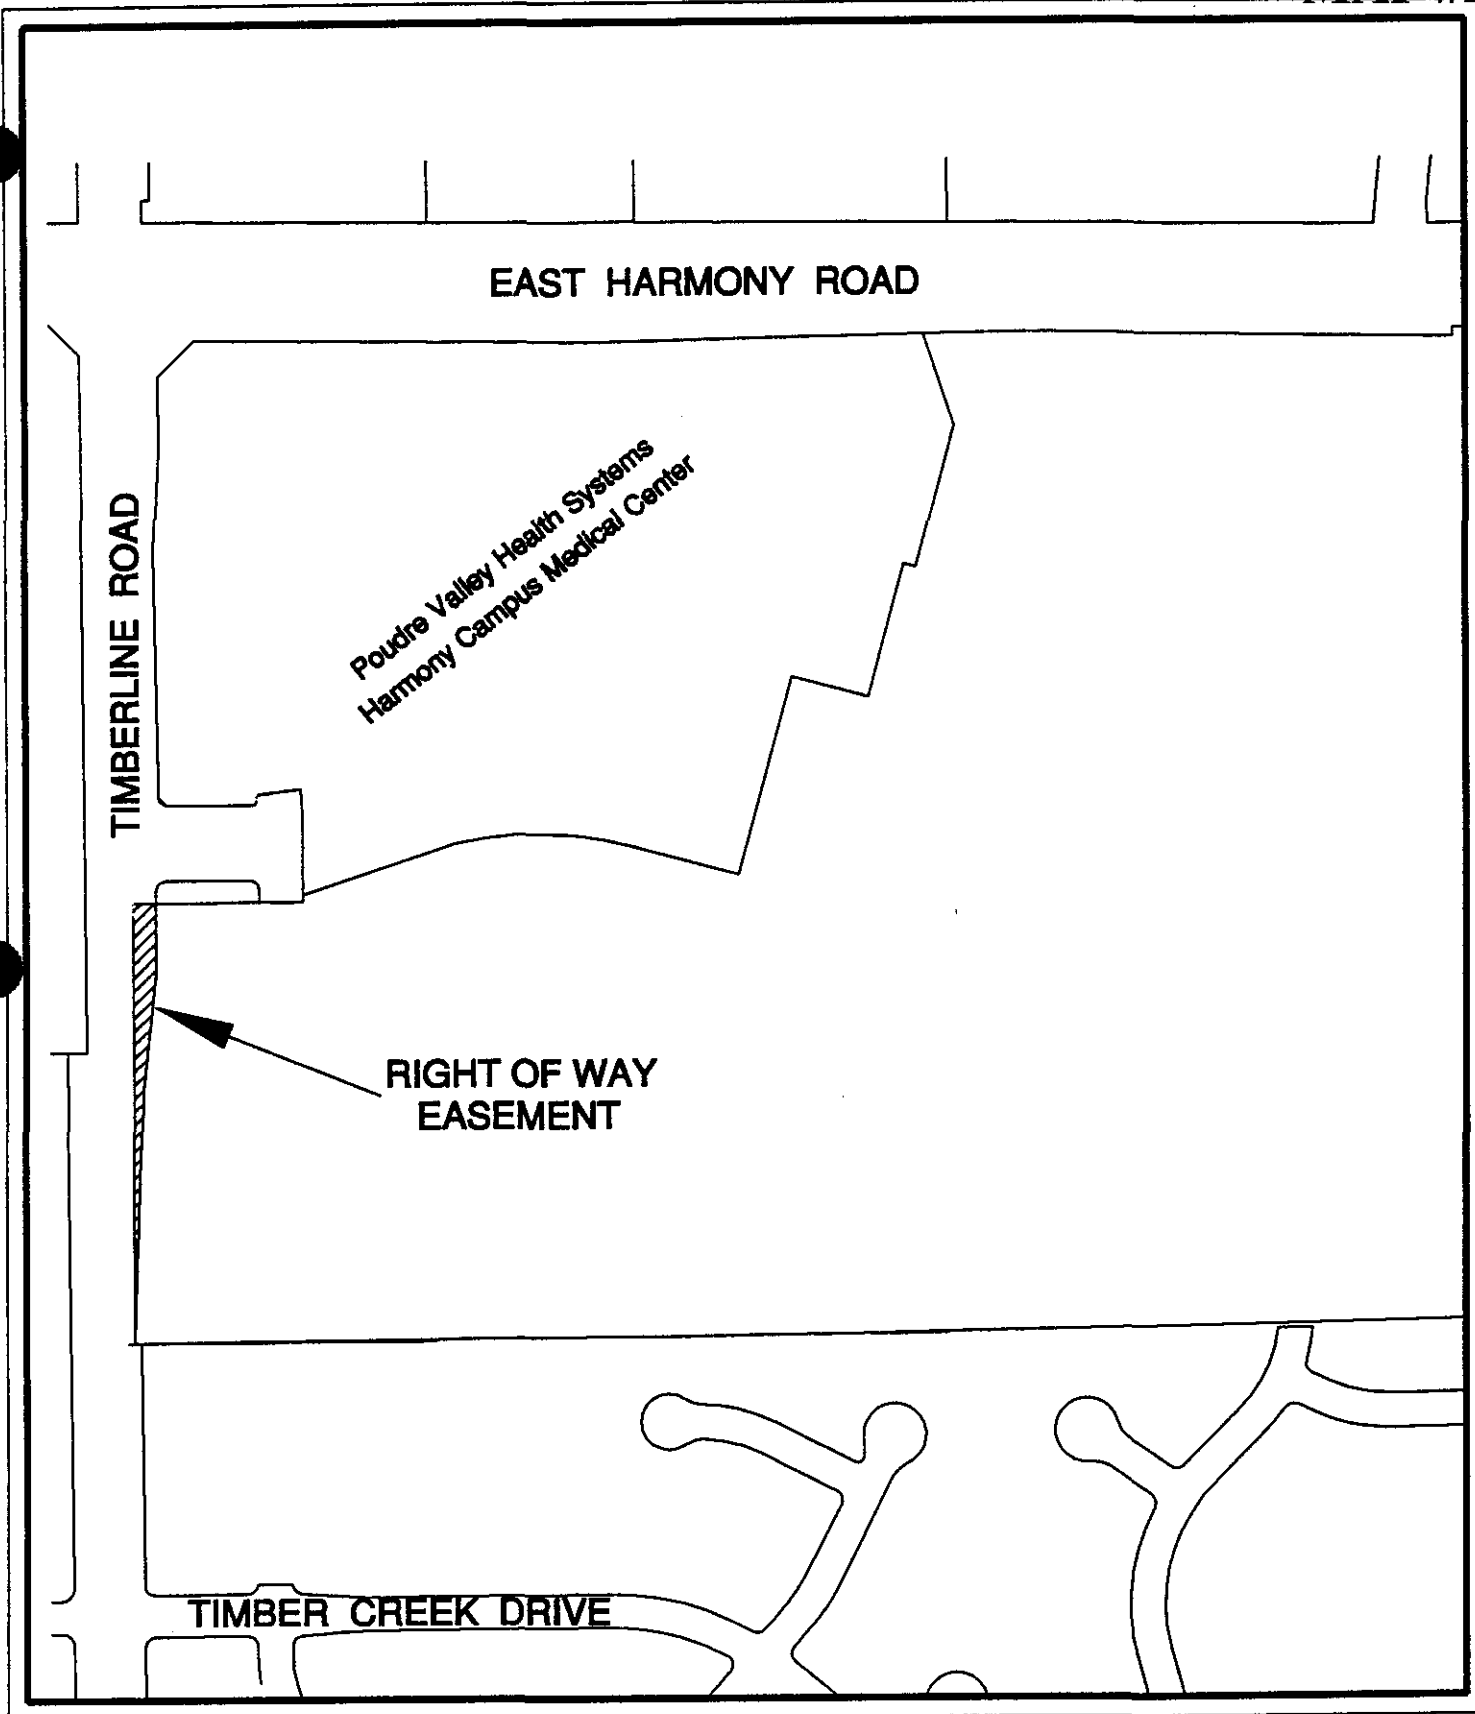 EAST HARMONY ROAD
Poudre Valley Health Systems
Harmony Campus Medical Center
TIMBERLINE ROAD
RIGHT OF WAY
EASEMENT
TIMBER CREEK DRIVE